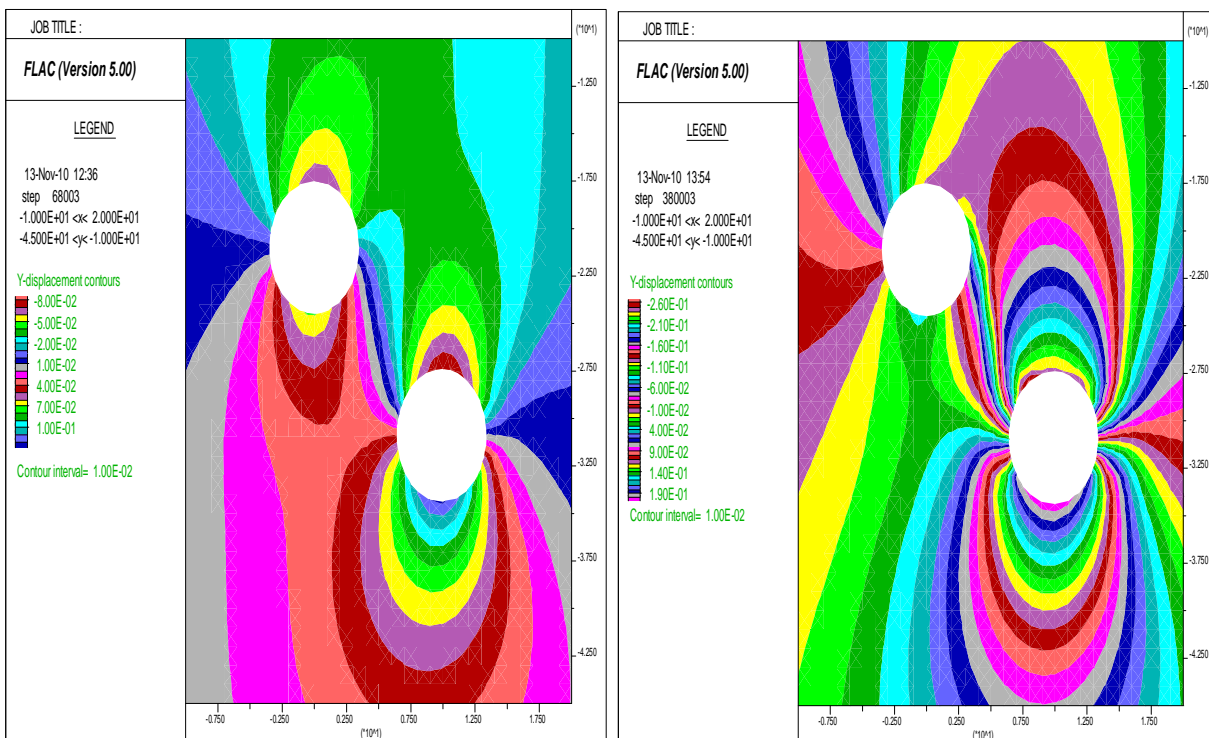 JOB TITLE :
FLAC (Version 5.00)
LEGEND
13-Nov-10 12:36
step 68003
-1.000E+01 <x< 2.000E+01
-4.500E+01 <y< -1.000E+01
Y-displacement contours
-8.00E-02
-5.00E-02
-2.00E-02
1.00E-02
4.00E-02
7.00E-02
1.00E-01
Contour interval= 1.00E-02
(*10^1)
-1.250
-1.750
-2.250
-2.750
-3.250
-3.750
-4.250
-0.750 -0.250 0.250 0.750 1.250 1.750
(*10^1)
JOB TITLE :
FLAC (Version 5.00)
LEGEND
13-Nov-10 13:54
step 380003
-1.000E+01 <x< 2.000E+01
-4.500E+01 <y< -1.000E+01
Y-displacement contours
-2.60E-01
-2.10E-01
-1.60E-01
-1.10E-01
-6.00E-02
-1.00E-02
4.00E-02
9.00E-02
1.40E-01
1.90E-01
Contour interval= 1.00E-02
(*10^1)
-1.250
-1.750
-2.250
-2.750
-3.250
-3.750
-4.250
-0.750 -0.250 0.250 0.750 1.250 1.750
(*10^1)